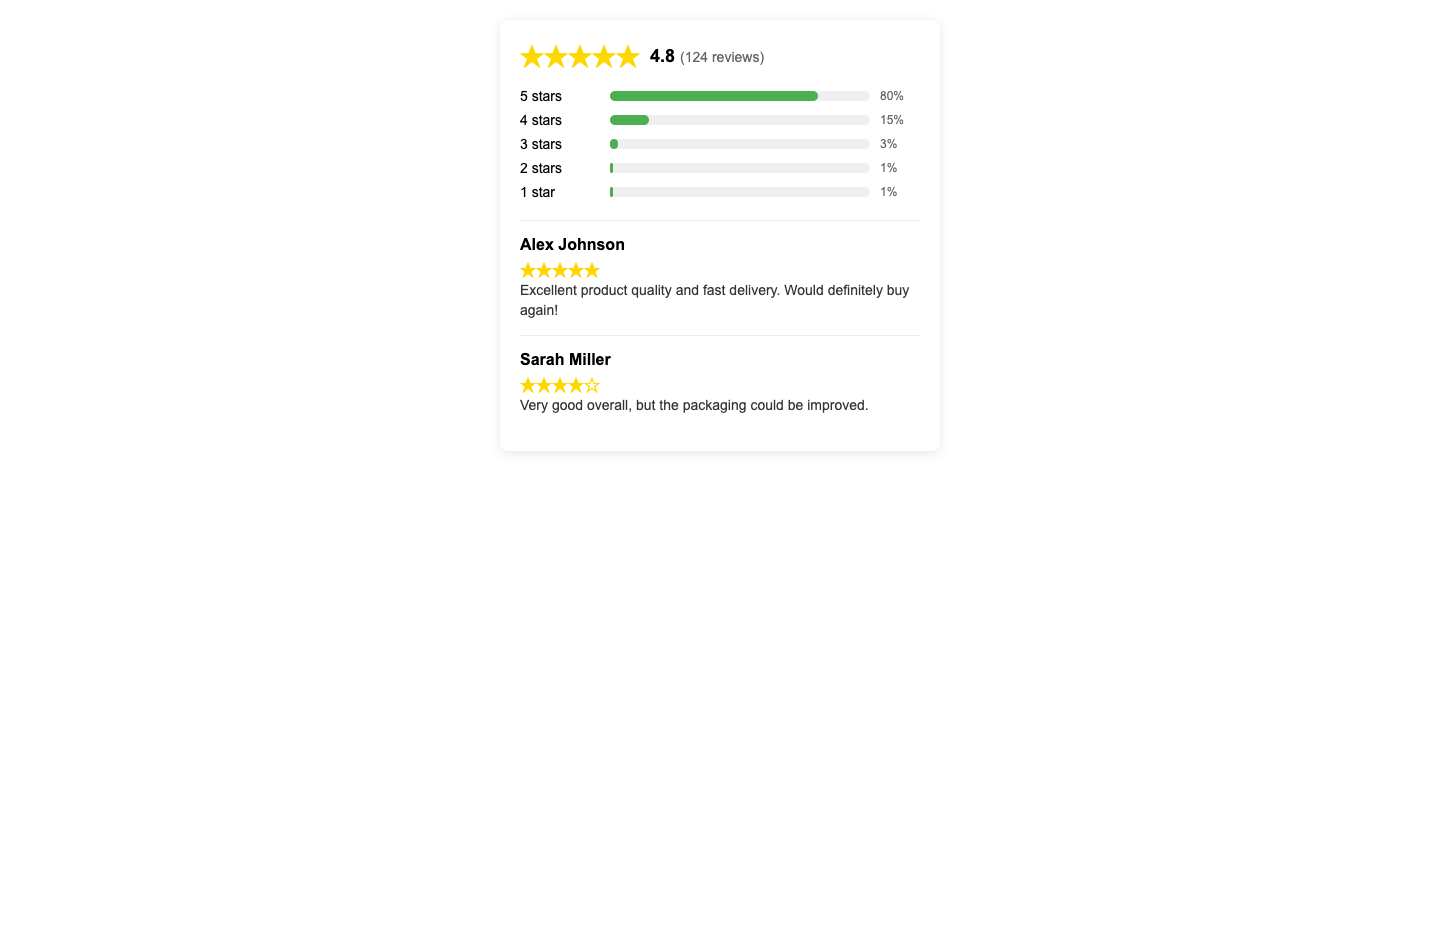 ★★★★★ 4.8 (124 reviews)
5 stars 80%
4 stars 15%
3 stars 3%
2 stars 1%
1 star 1%
Alex Johnson
★★★★★
Excellent product quality and fast delivery. Would definitely buy
again!
Sarah Miller
★★★★☆
Very good overall, but the packaging could be improved.